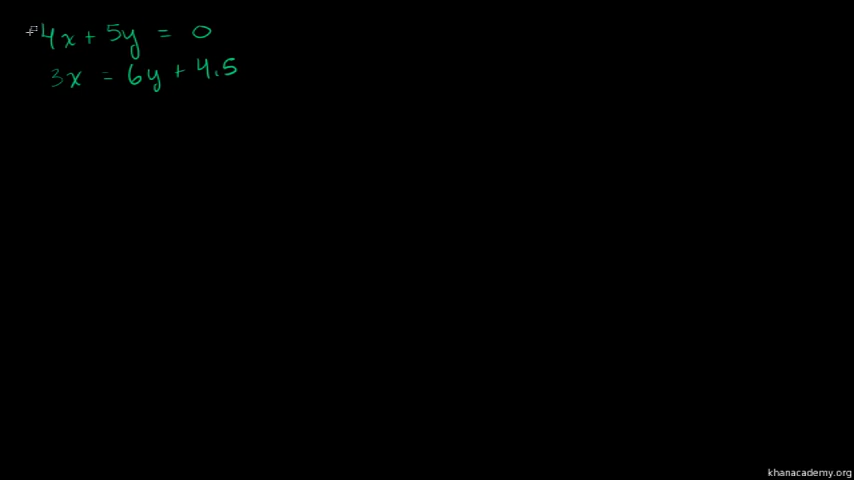 4x + 5y = 0
3x = 6y + 4.5
khanacademy.org